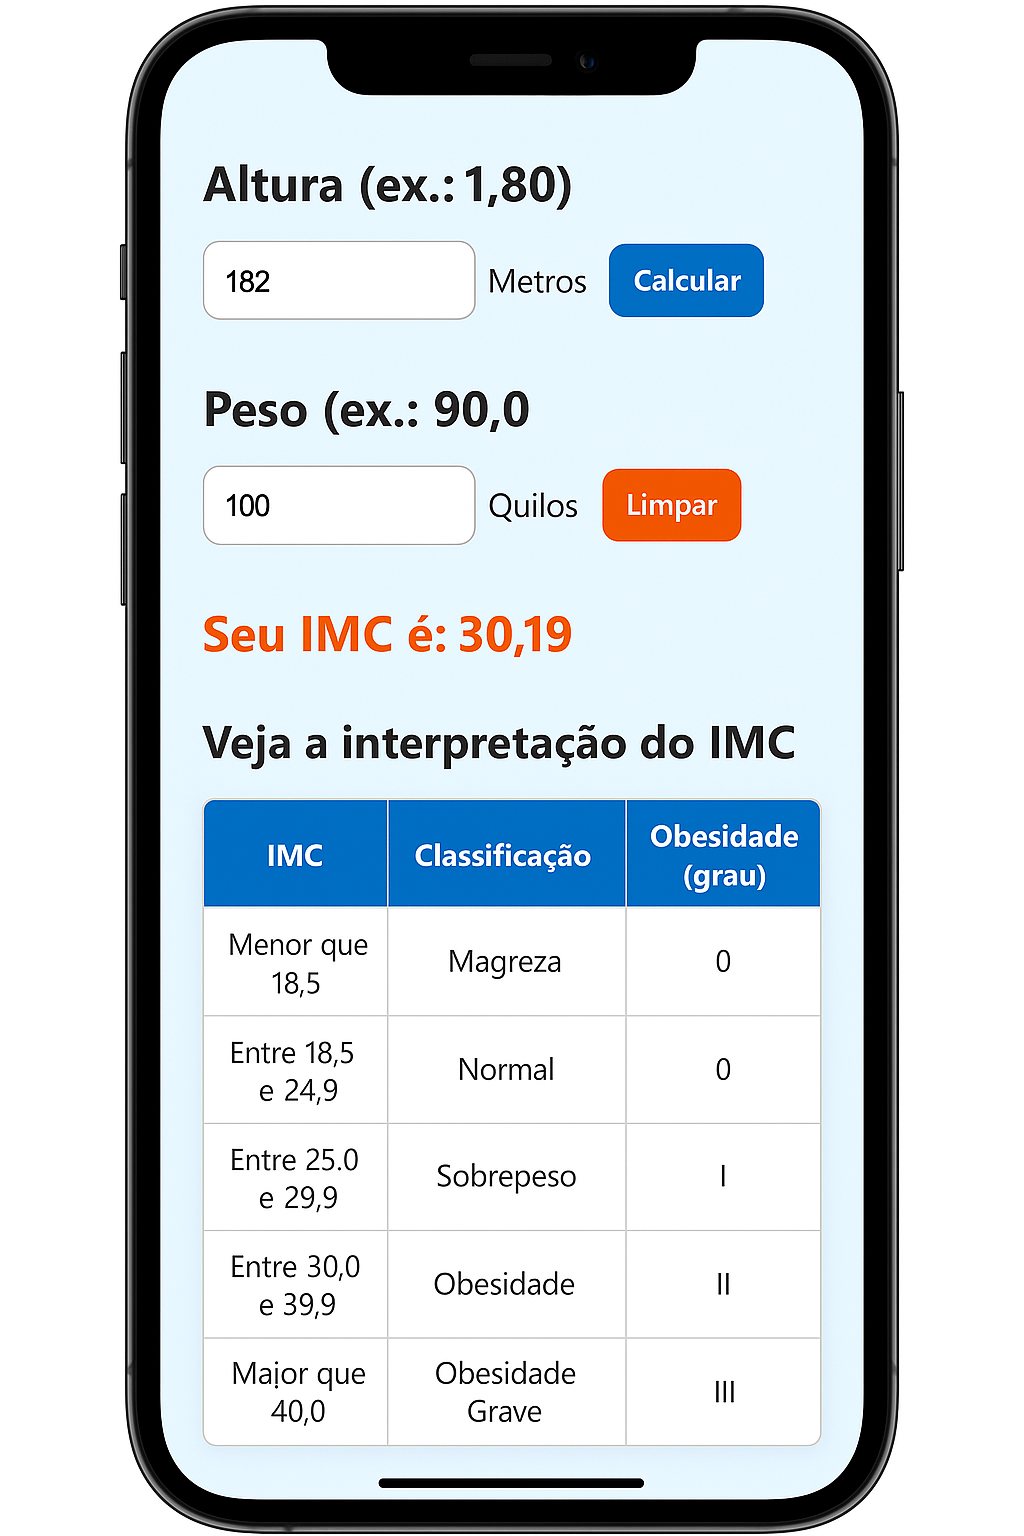 Altura (ex.: 1,80)
182 Metros Calcular
Peso (ex.: 90,0
100 Quilos Limpar
Seu IMC é: 30,19
Veja a interpretação do IMC
IMC Classificação Obesidade (grau)
Menor que 18,5 Magreza 0
Entre 18,5 e 24,9 Normal 0
Entre 25.0 e 29,9 Sobrepeso I
Entre 30,0 e 39,9 Obesidade II
Maior que 40,0 Obesidade Grave III